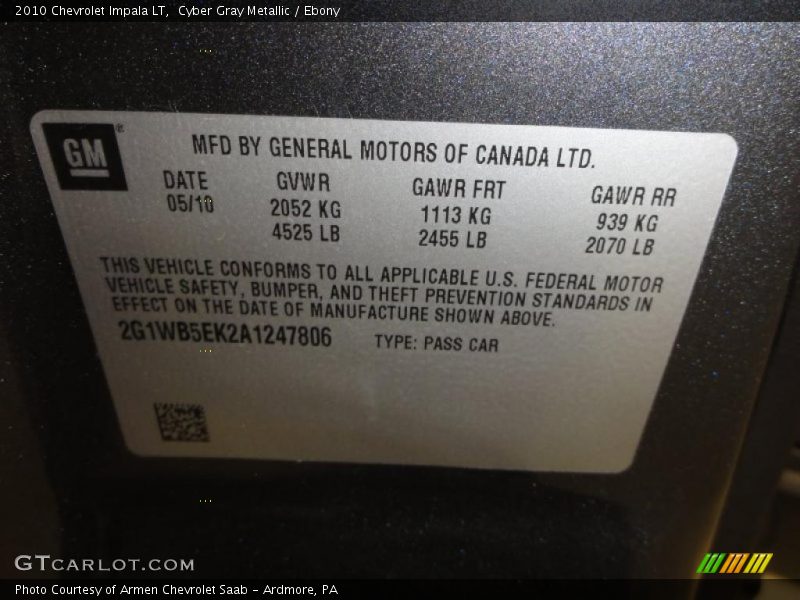 2010 Chevrolet Impala LT, Cyber Gray Metallic / Ebony
GM®
MFD BY GENERAL MOTORS OF CANADA LTD.
DATE GVWR GAWR FRT GAWR RR
05/10 2052 KG 1113 KG 939 KG
4525 LB 2455 LB 2070 LB
THIS VEHICLE CONFORMS TO ALL APPLICABLE U.S. FEDERAL MOTOR
VEHICLE SAFETY, BUMPER, AND THEFT PREVENTION STANDARDS IN
EFFECT ON THE DATE OF MANUFACTURE SHOWN ABOVE.
2G1WB5EK2A1247806 TYPE: PASS CAR
GTCARLOT.COM
Photo Courtesy of Armen Chevrolet Saab - Ardmore, PA